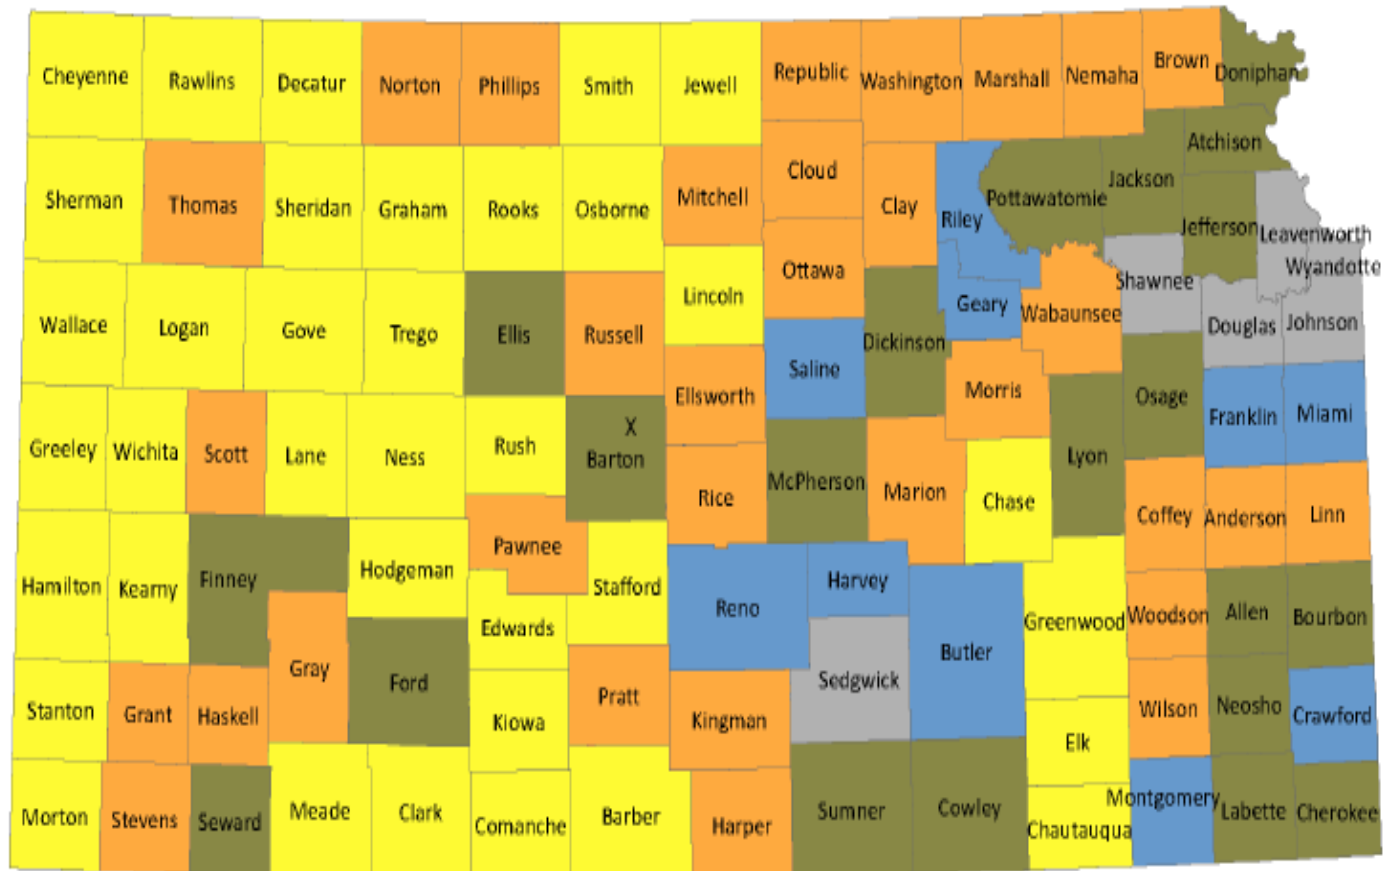 Cheyenne Rawlins Decatur Norton Phillips Smith Jewell Republic Washington Marshall Nemaha Brown Doniphan
Sherman Thomas Sheridan Graham Rooks Osborne Mitchell Cloud Clay Riley Pottawatomie Jackson Atchison
Jefferson Leavenworth
Wyandotte
Wallace Logan Gove Trego Ellis Russell Lincoln Ottawa Dickinson Geary Wabaunsee Shawnee Douglas Johnson
Saline
Greeley Wichita Scott Lane Ness Rush X Ellsworth Morris Osage Franklin Miami
Barton
Rice McPherson Marion Chase Lyon Coffey Anderson Linn
Hamilton Kearny Finney Hodgeman Pawnee Stafford Reno Harvey Butler Greenwood Woodson Allen Bourbon
Edwards
Stanton Grant Haskell Gray Ford Kiowa Pratt Kingman Sedgwick Elk Wilson Neosho Crawford
Morton Stevens Seward Meade Clark Comanche Barber Harper Sumner Cowley Chautauqua Montgomery Labette Cherokee